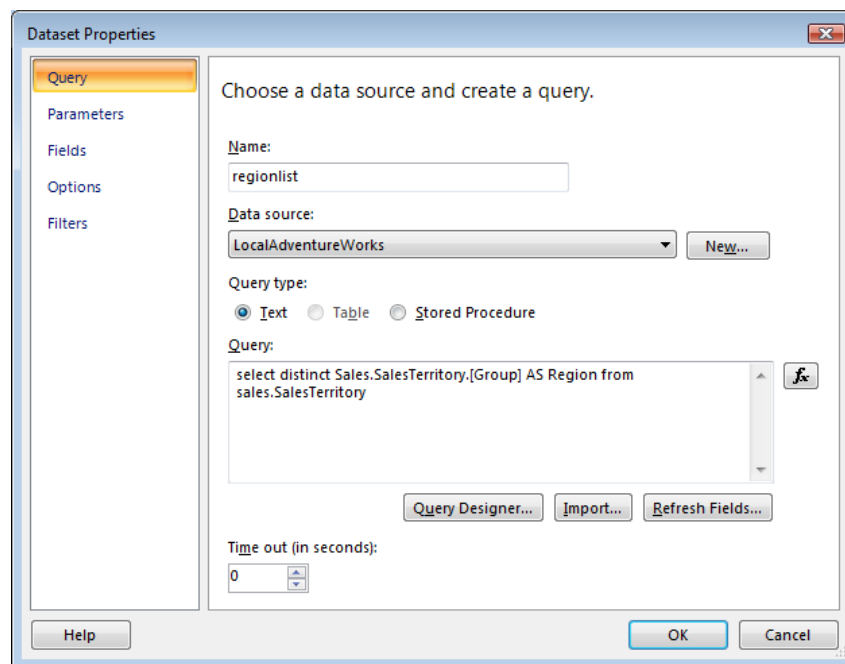 Dataset Properties
Query
Parameters
Fields
Options
Filters
Choose a data source and create a query.
Name:
regionlist
Data source:
LocalAdventureWorks
New...
Query type:
Text Table Stored Procedure
Query:
select distinct Sales.SalesTerritory.[Group] AS Region from
sales.SalesTerritory
fx
Query Designer... Import... Refresh Fields...
Time out (in seconds):
0
Help OK Cancel